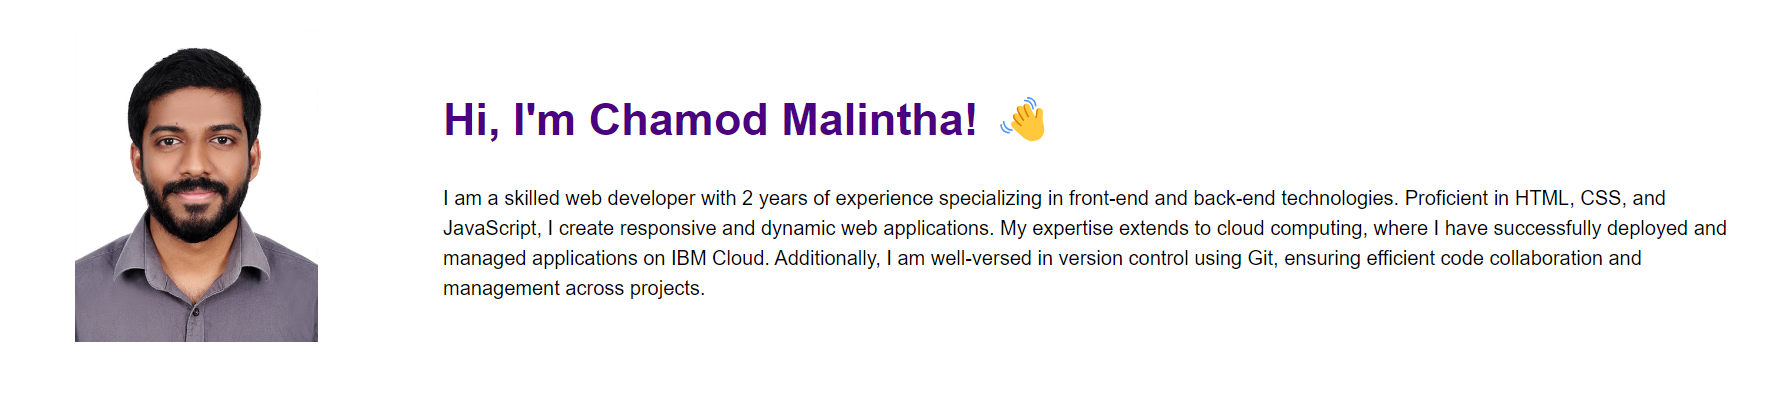 Hi, I'm Chamod Malintha! 👋
I am a skilled web developer with 2 years of experience specializing in front-end and back-end technologies. Proficient in HTML, CSS, and
JavaScript, I create responsive and dynamic web applications. My expertise extends to cloud computing, where I have successfully deployed and
managed applications on IBM Cloud. Additionally, I am well-versed in version control using Git, ensuring efficient code collaboration and
management across projects.